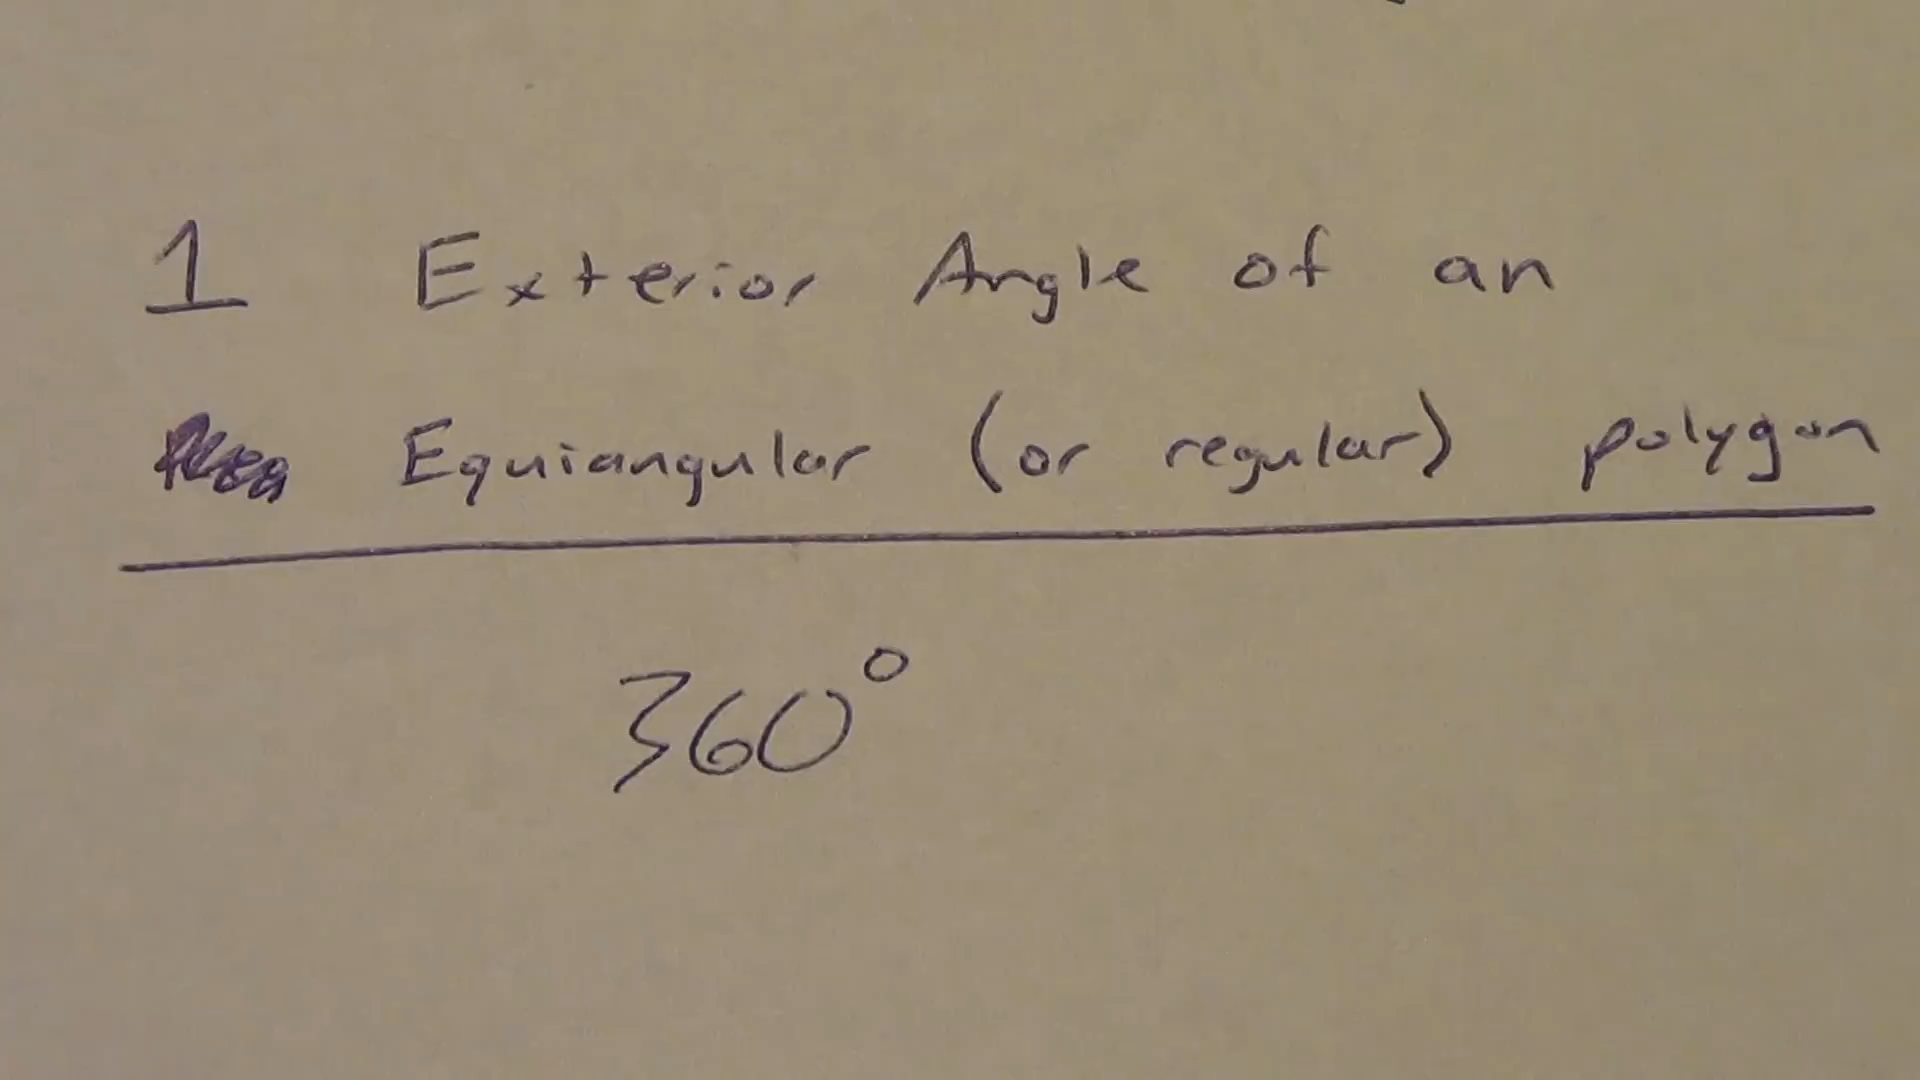 1 Exterior Angle of an
Equiangular (or regular) polygon
360°